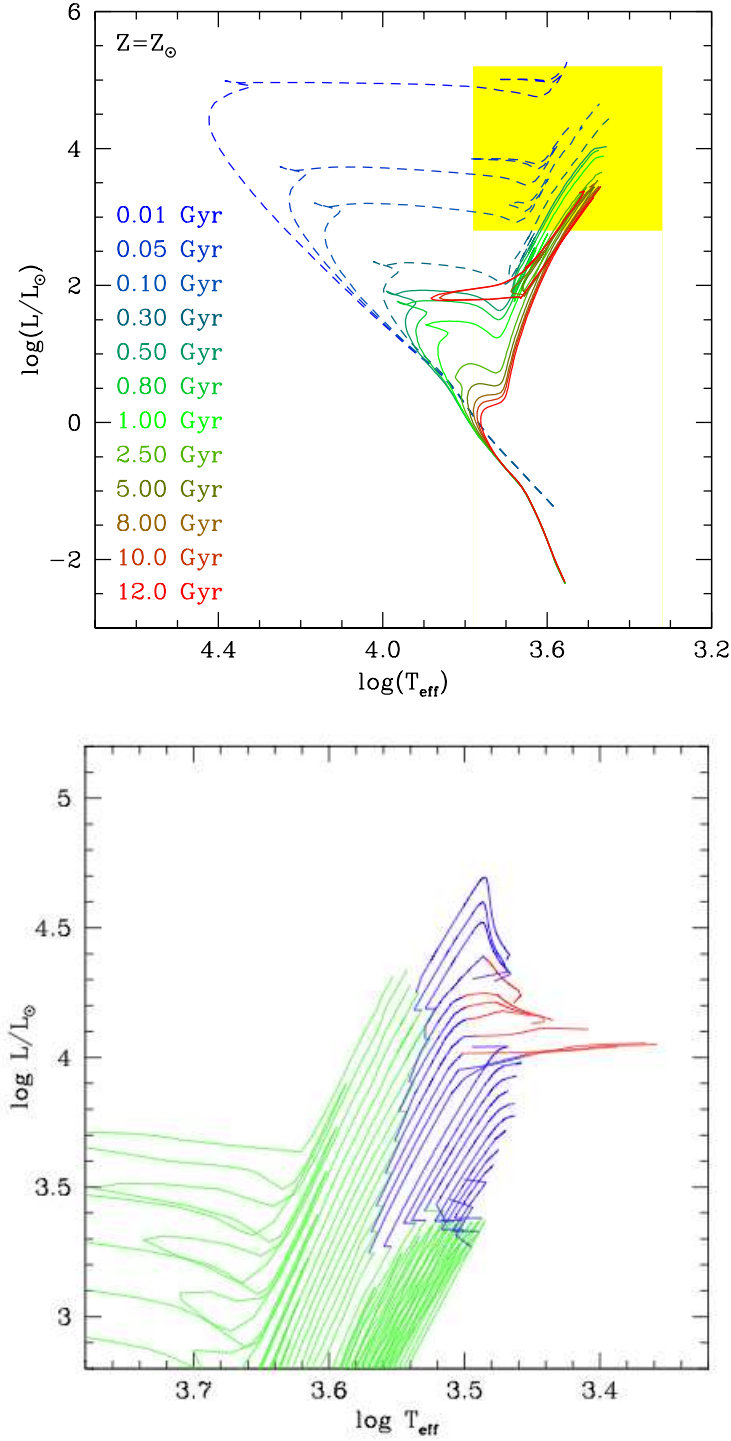 6
Z=Z⊙
4
0.01 Gyr
0.05 Gyr
0.10 Gyr
0.30 Gyr
0.50 Gyr
0.80 Gyr
1.00 Gyr
2.50 Gyr
5.00 Gyr
8.00 Gyr
10.0 Gyr
12.0 Gyr
2
0
−2
log(L/L⊙)
4.4 4.0 3.6 3.2
log(Teff)
5
4.5
4
3.5
3
log L/L⊙
3.7 3.6 3.5 3.4
log Teff